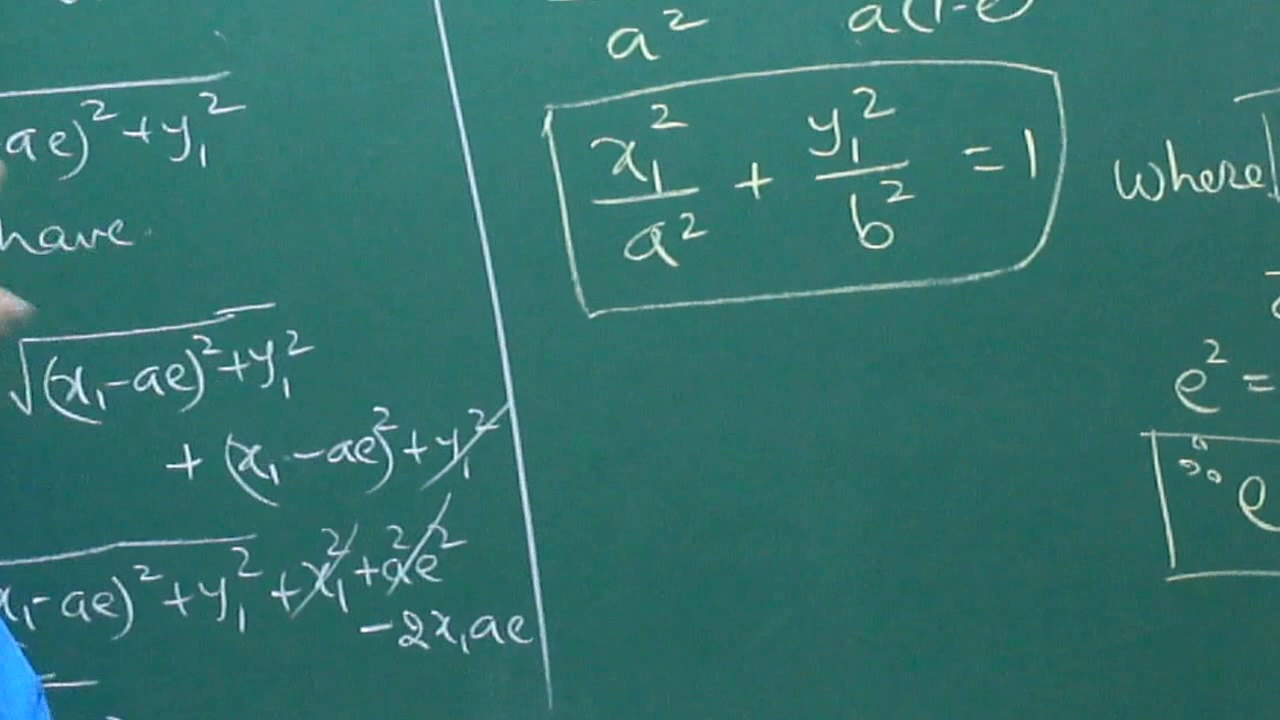 ae)² + y₁²
have
√(x₁ - ae)² + y₁²
+ (x₁ - ae)² + y₁²
x₁ - ae)² + y₁² + x₁² + a²e²
- 2x₁ae
a² a(1-e
x₁²/a² + y₁²/b² = 1
where
e² =
∴ e